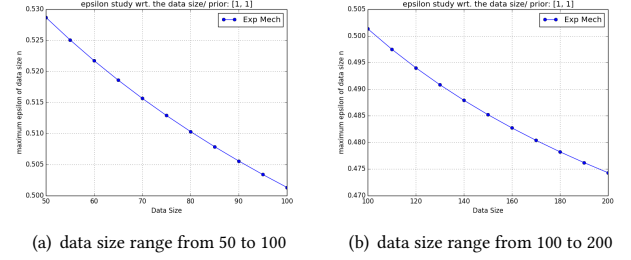 epsilon study wrt. the data size/ prior: [1, 1]
Exp Mech
maximum epsilon of data size n
0.530
0.525
0.520
0.515
0.510
0.505
0.500
50 60 70 80 90 100
Data Size
(a) data size range from 50 to 100
epsilon study wrt. the data size/ prior: [1, 1]
Exp Mech
maximum epsilon of data size n
0.505
0.500
0.495
0.490
0.485
0.480
0.475
0.470
100 120 140 160 180 200
Data Size
(b) data size range from 100 to 200